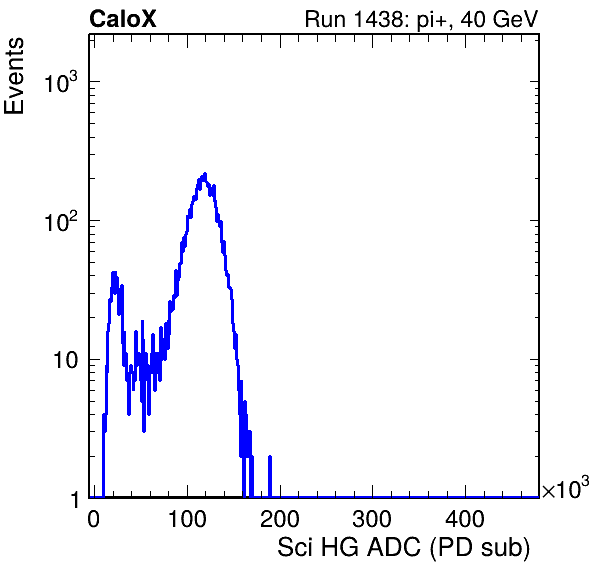 CaloX Run 1438: pi+, 40 GeV
Events
10³
10²
10
1
0 100 200 300 400 ×10³
Sci HG ADC (PD sub)